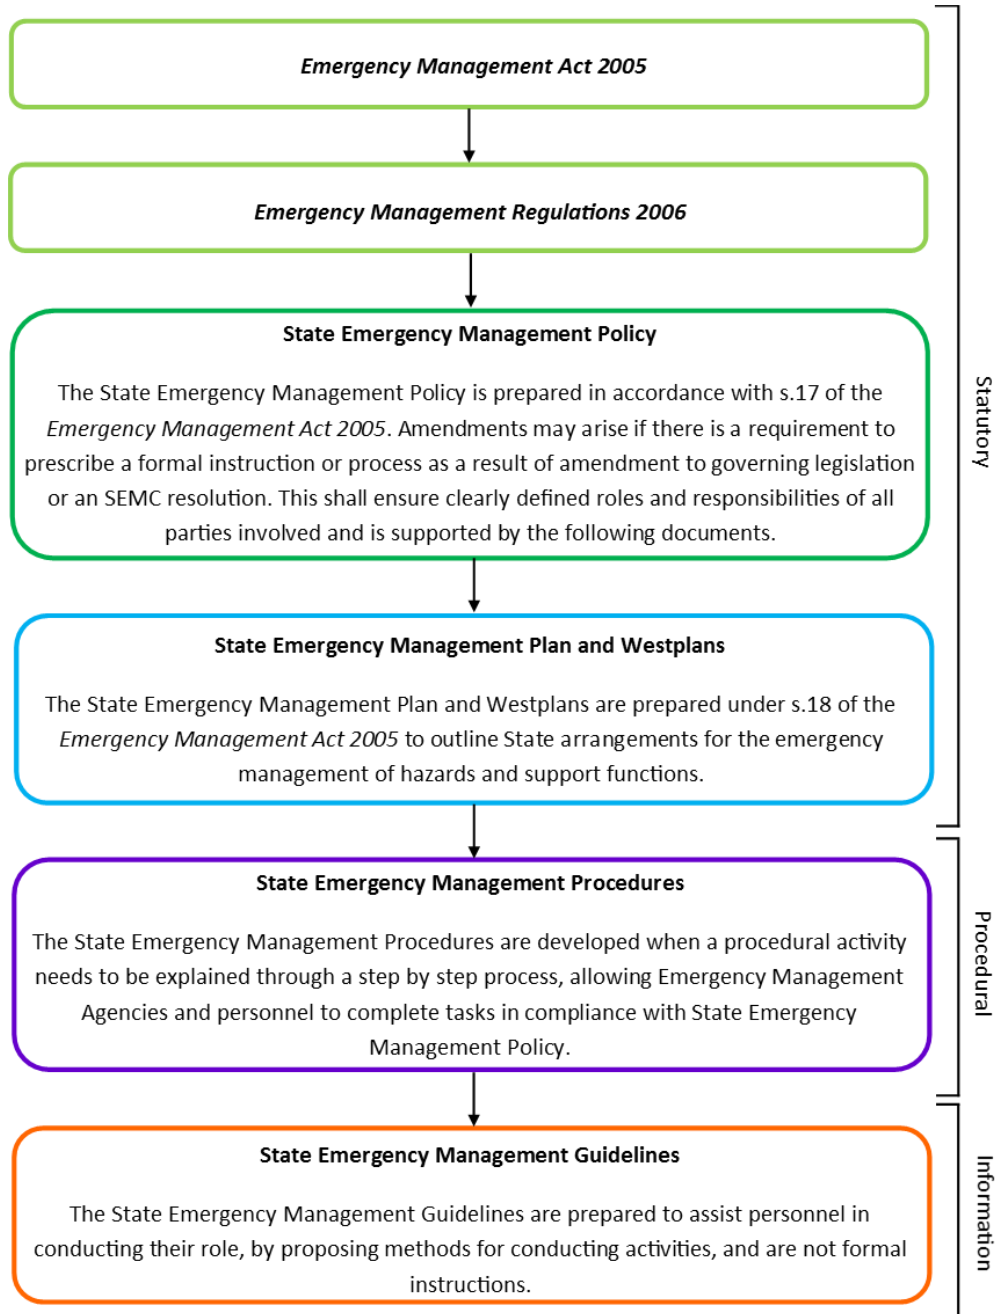 Emergency Management Act 2005
Emergency Management Regulations 2006
State Emergency Management Policy
The State Emergency Management Policy is prepared in accordance with s.17 of the
Emergency Management Act 2005. Amendments may arise if there is a requirement to
prescribe a formal instruction or process as a result of amendment to governing legislation
or an SEMC resolution. This shall ensure clearly defined roles and responsibilities of all
parties involved and is supported by the following documents.
Statutory
State Emergency Management Plan and Westplans
The State Emergency Management Plan and Westplans are prepared under s.18 of the
Emergency Management Act 2005 to outline State arrangements for the emergency
management of hazards and support functions.
State Emergency Management Procedures
The State Emergency Management Procedures are developed when a procedural activity
needs to be explained through a step by step process, allowing Emergency Management
Agencies and personnel to complete tasks in compliance with State Emergency
Management Policy.
Procedural
State Emergency Management Guidelines
The State Emergency Management Guidelines are prepared to assist personnel in
conducting their role, by proposing methods for conducting activities, and are not formal
instructions.
Information